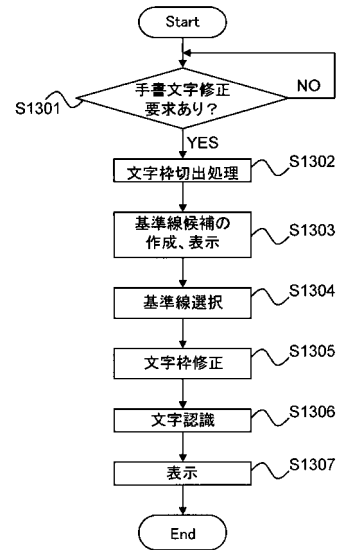 Start
手書文字修正
要求あり?
NO
S1301
YES
文字枠切出処理
S1302
基準線候補の
作成、表示
S1303
基準線選択
S1304
文字枠修正
S1305
文字認識
S1306
表示
S1307
End